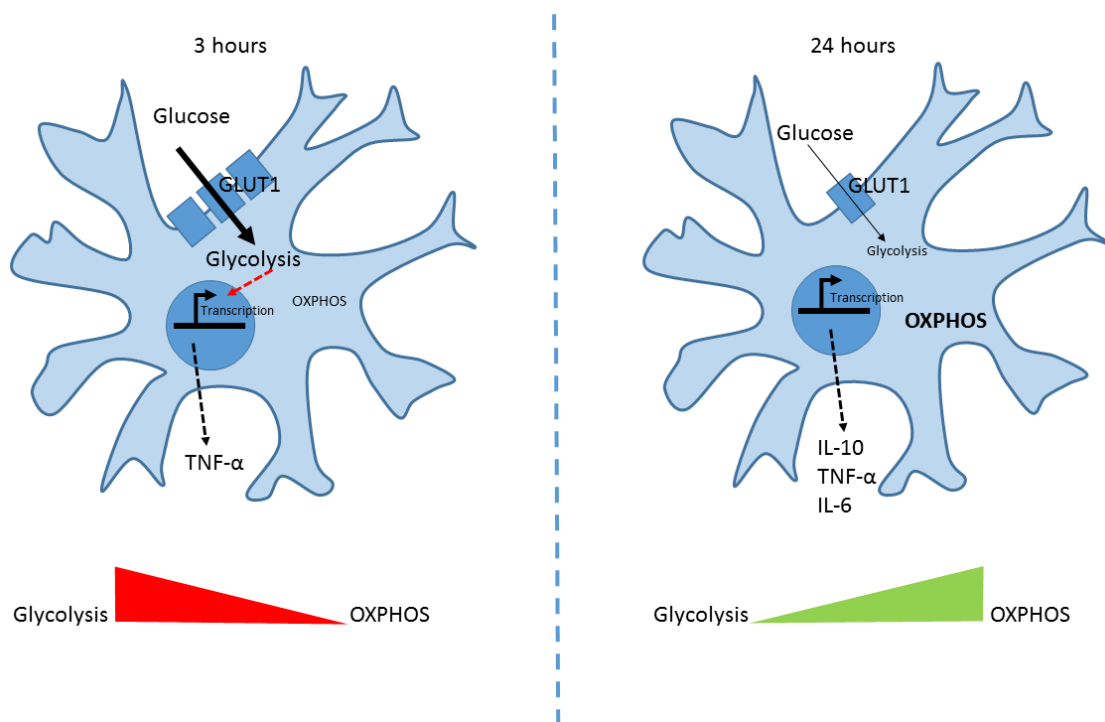 3 hours
Glucose
GLUT1
Glycolysis
OXPHOS
Transcription
TNF-α
Glycolysis
OXPHOS
24 hours
Glucose
GLUT1
Glycolysis
Transcription
OXPHOS
IL-10
TNF-α
IL-6
Glycolysis
OXPHOS